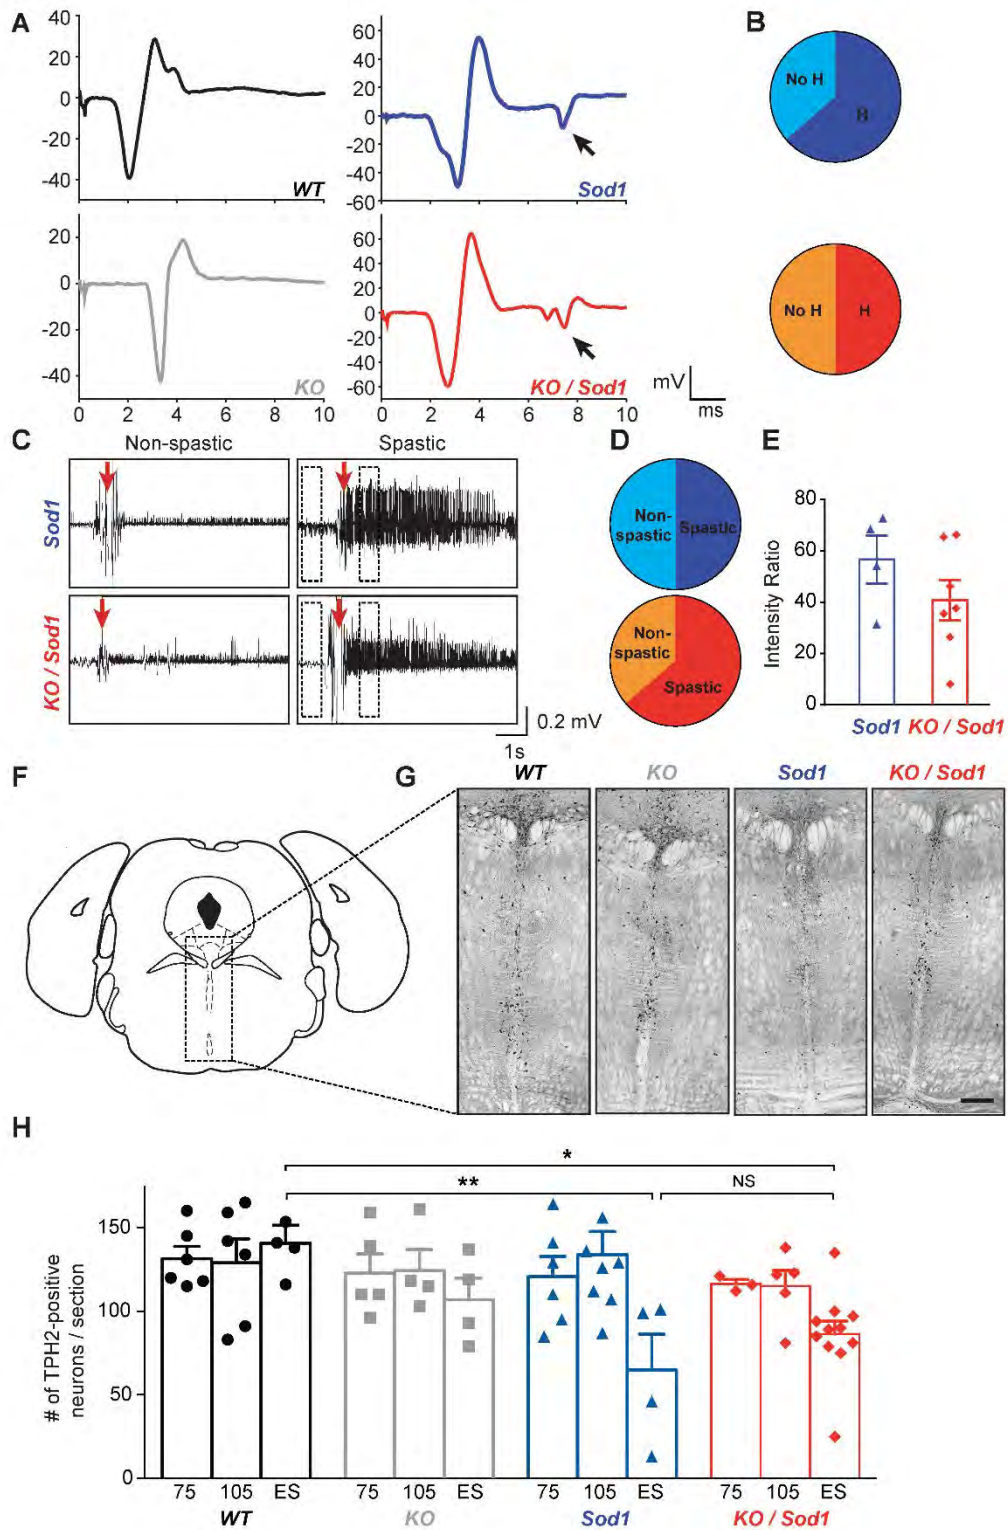 A
40
20
0
-20
-40
WT
60
40
20
0
-20
-40
-60
Sod1
20
0
-20
-40
KO
0 2 4 6 8 10
60
40
20
0
-20
-40
-60
KO / Sod1
0 2 4 6 8 10
mV
ms
B
No H
H
No H
H
C
Non-spastic
Spastic
Sod1
KO / Sod1
0.2 mV
1s
D
Non-
spastic
Spastic
Non-
spastic
Spastic
E
Intensity Ratio
80
60
40
20
0
Sod1 KO / Sod1
F
G
WT KO Sod1 KO / Sod1
H
*
**
NS
# of TPH2-positive
neurons / section
150
100
50
0
75 105 ES 75 105 ES 75 105 ES 75 105 ES
WT KO Sod1 KO / Sod1